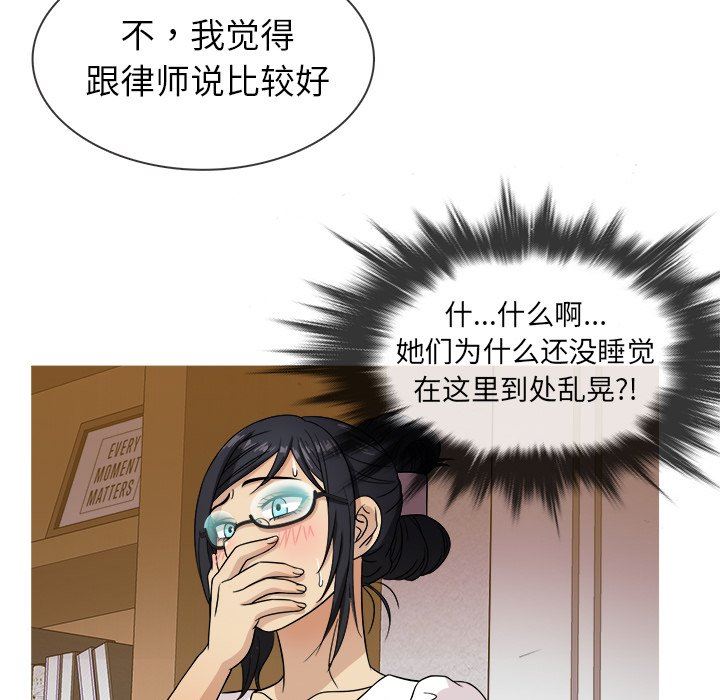 不，我觉得
跟律师说比较好
什...什么啊...
她们为什么还没睡觉
在这里到处乱晃?!
EVERY
MOMENT
MATTERS